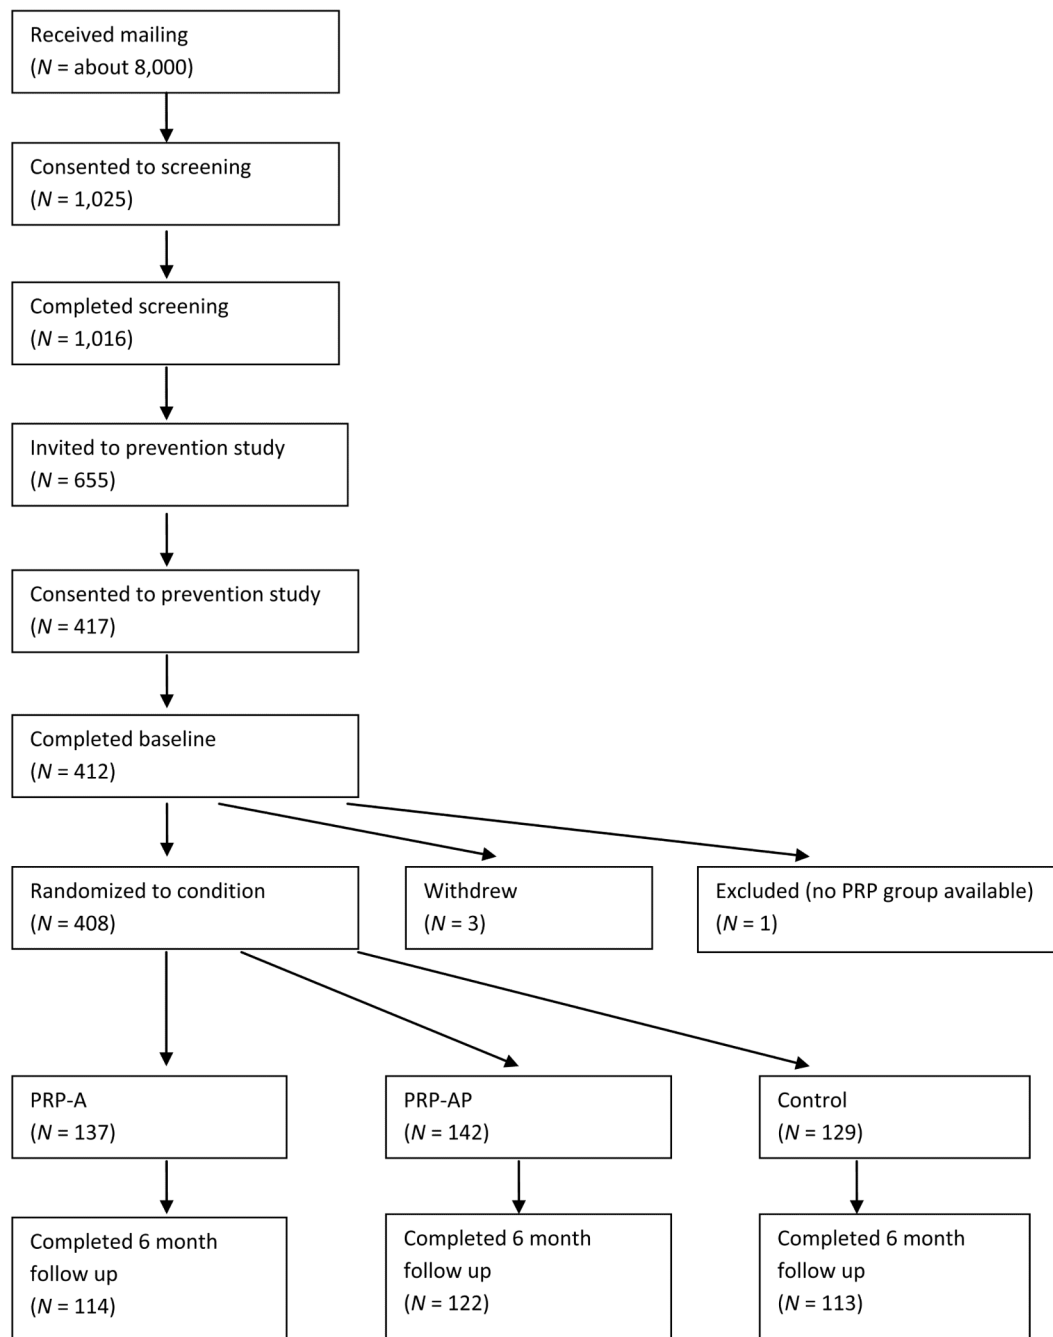 Received mailing
(N = about 8,000)
Consented to screening
(N = 1,025)
Completed screening
(N = 1,016)
Invited to prevention study
(N = 655)
Consented to prevention study
(N = 417)
Completed baseline
(N = 412)
Randomized to condition
(N = 408)
Withdrew
(N = 3)
Excluded (no PRP group available)
(N = 1)
PRP-A
(N = 137)
PRP-AP
(N = 142)
Control
(N = 129)
Completed 6 month
follow up
(N = 114)
Completed 6 month
follow up
(N = 122)
Completed 6 month
follow up
(N = 113)